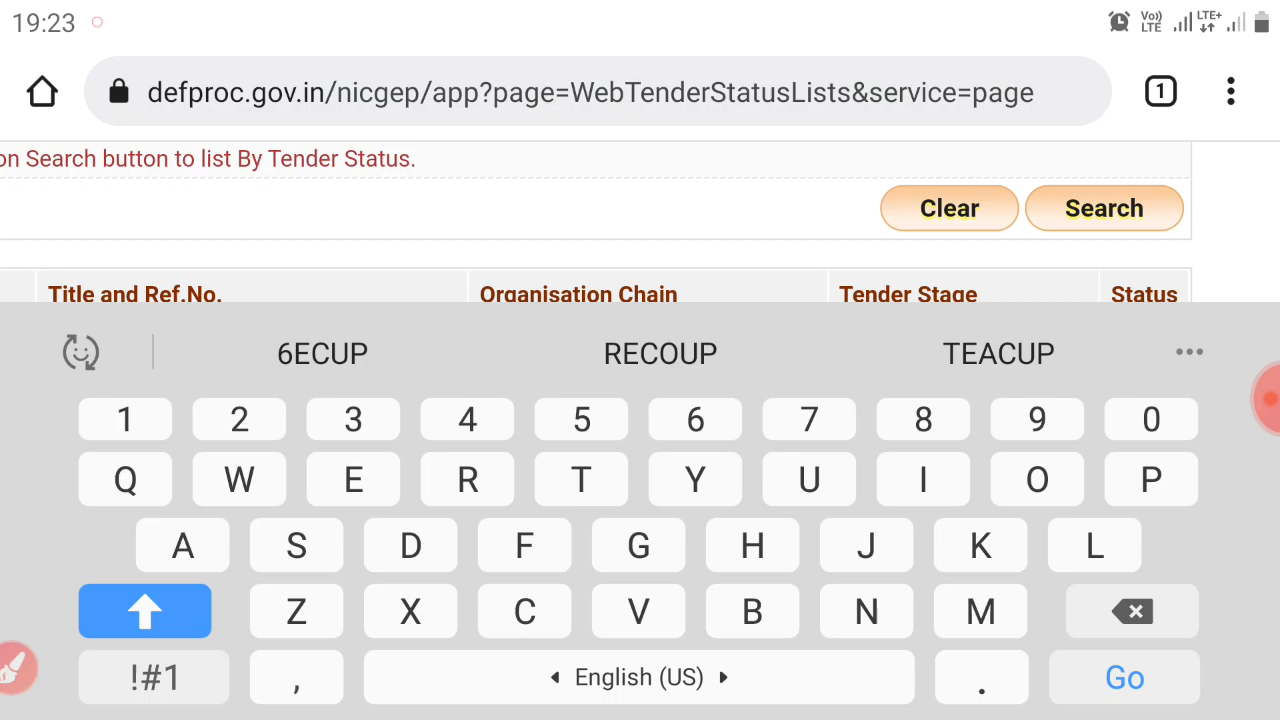 19:23 Vo)) LTE LTE+
defproc.gov.in/nicgep/app?page=WebTenderStatusLists&service=page 1
on Search button to list By Tender Status.
Clear Search
Title and Ref.No. Organisation Chain Tender Stage Status
6ECUP RECOUP TEACUP
1 2 3 4 5 6 7 8 9 0
Q W E R T Y U I O P
A S D F G H J K L
Z X C V B N M
!#1 , English (US) . Go